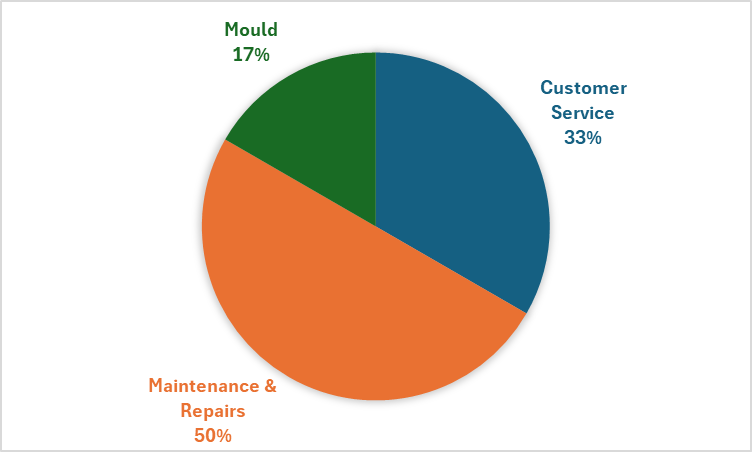 Mould
17%
Customer
Service
33%
Maintenance &
Repairs
50%